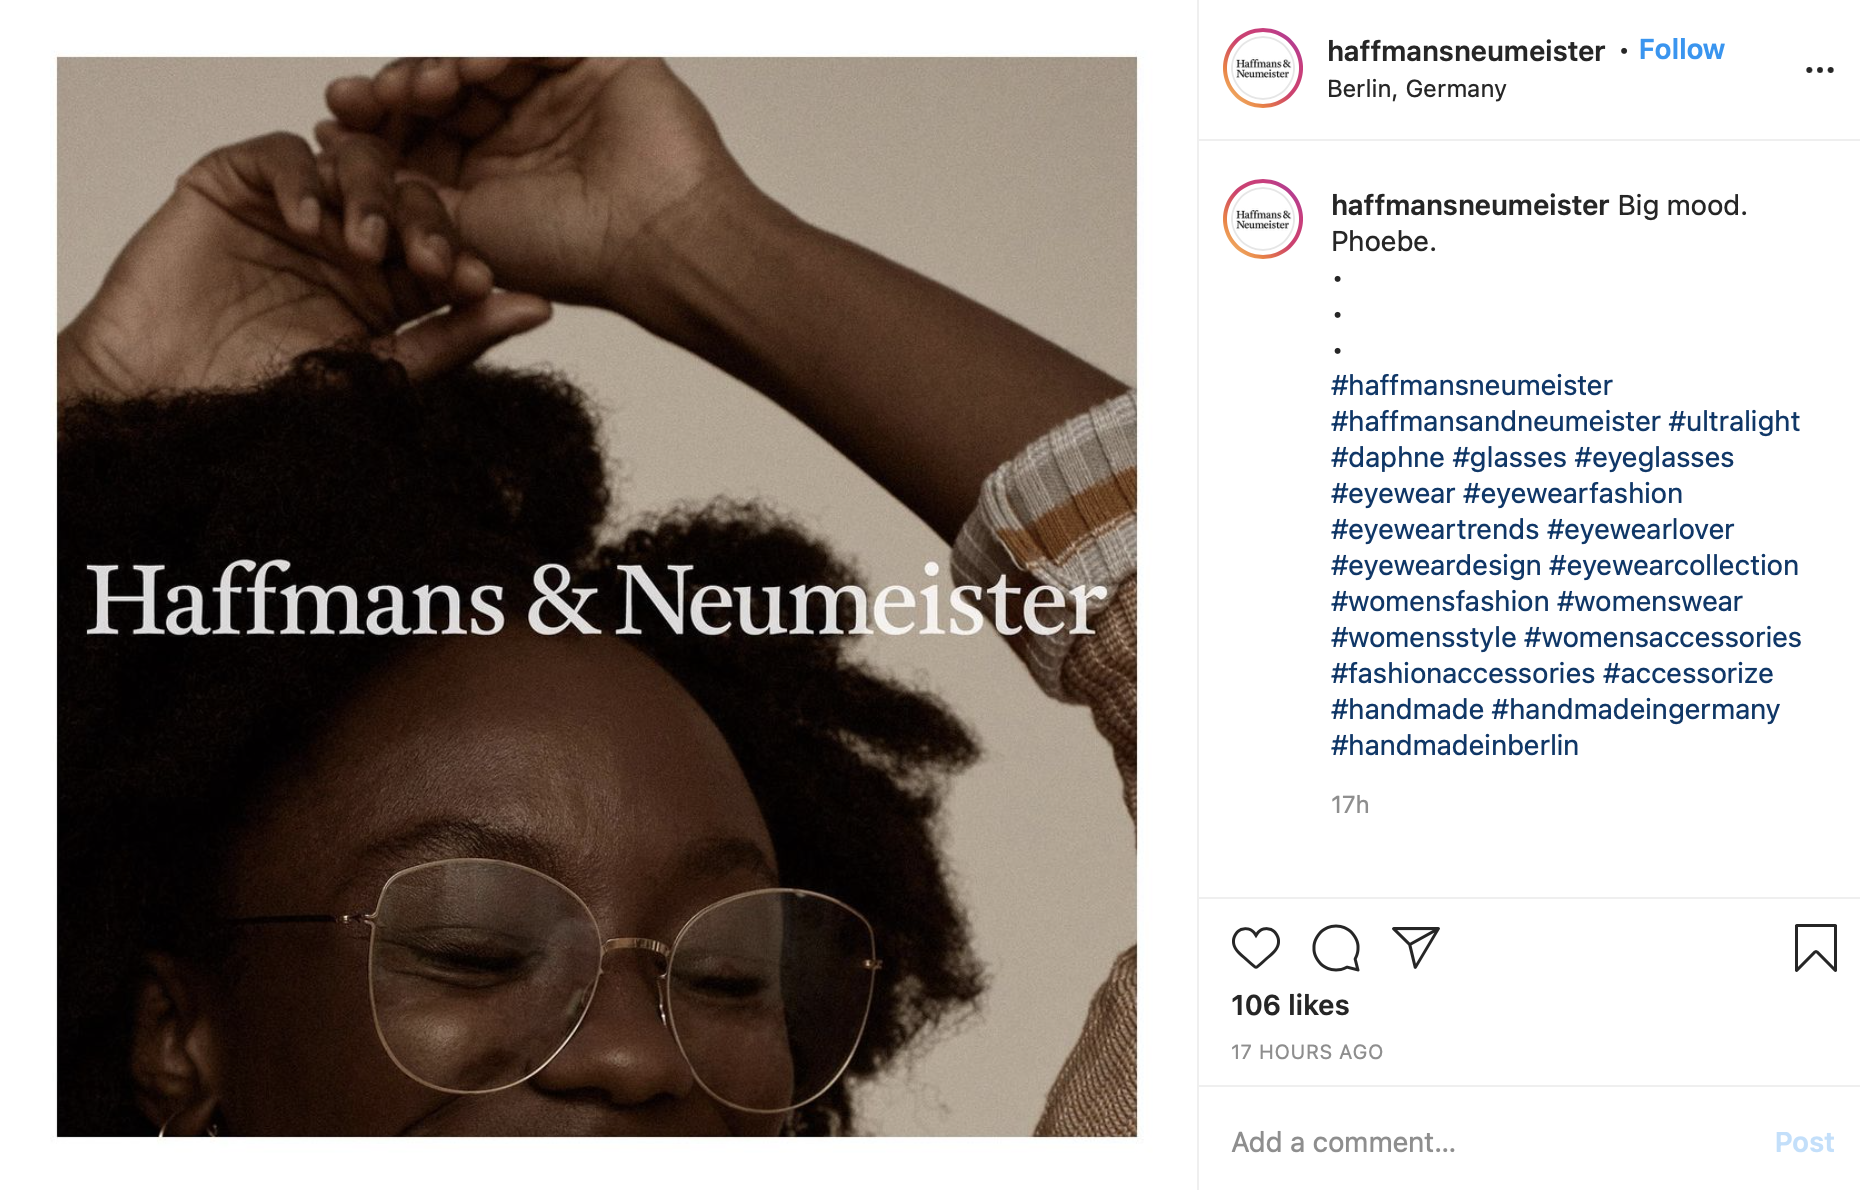 Haffmans & Neumeister
Haffmans &
Neumeister
haffmansneumeister • Follow
Berlin, Germany
Haffmans &
Neumeister
haffmansneumeister Big mood.
Phoebe.
•
•
•
#haffmansneumeister
#haffmansandneumeister #ultralight
#daphne #glasses #eyeglasses
#eyewear #eyewearfashion
#eyeweartrends #eyewearlover
#eyeweardesign #eyewearcollection
#womensfashion #womenswear
#womensstyle #womensaccessories
#fashionaccessories #accessorize
#handmade #handmadeingermany
#handmadeinberlin
17h
106 likes
17 HOURS AGO
Add a comment...
Post